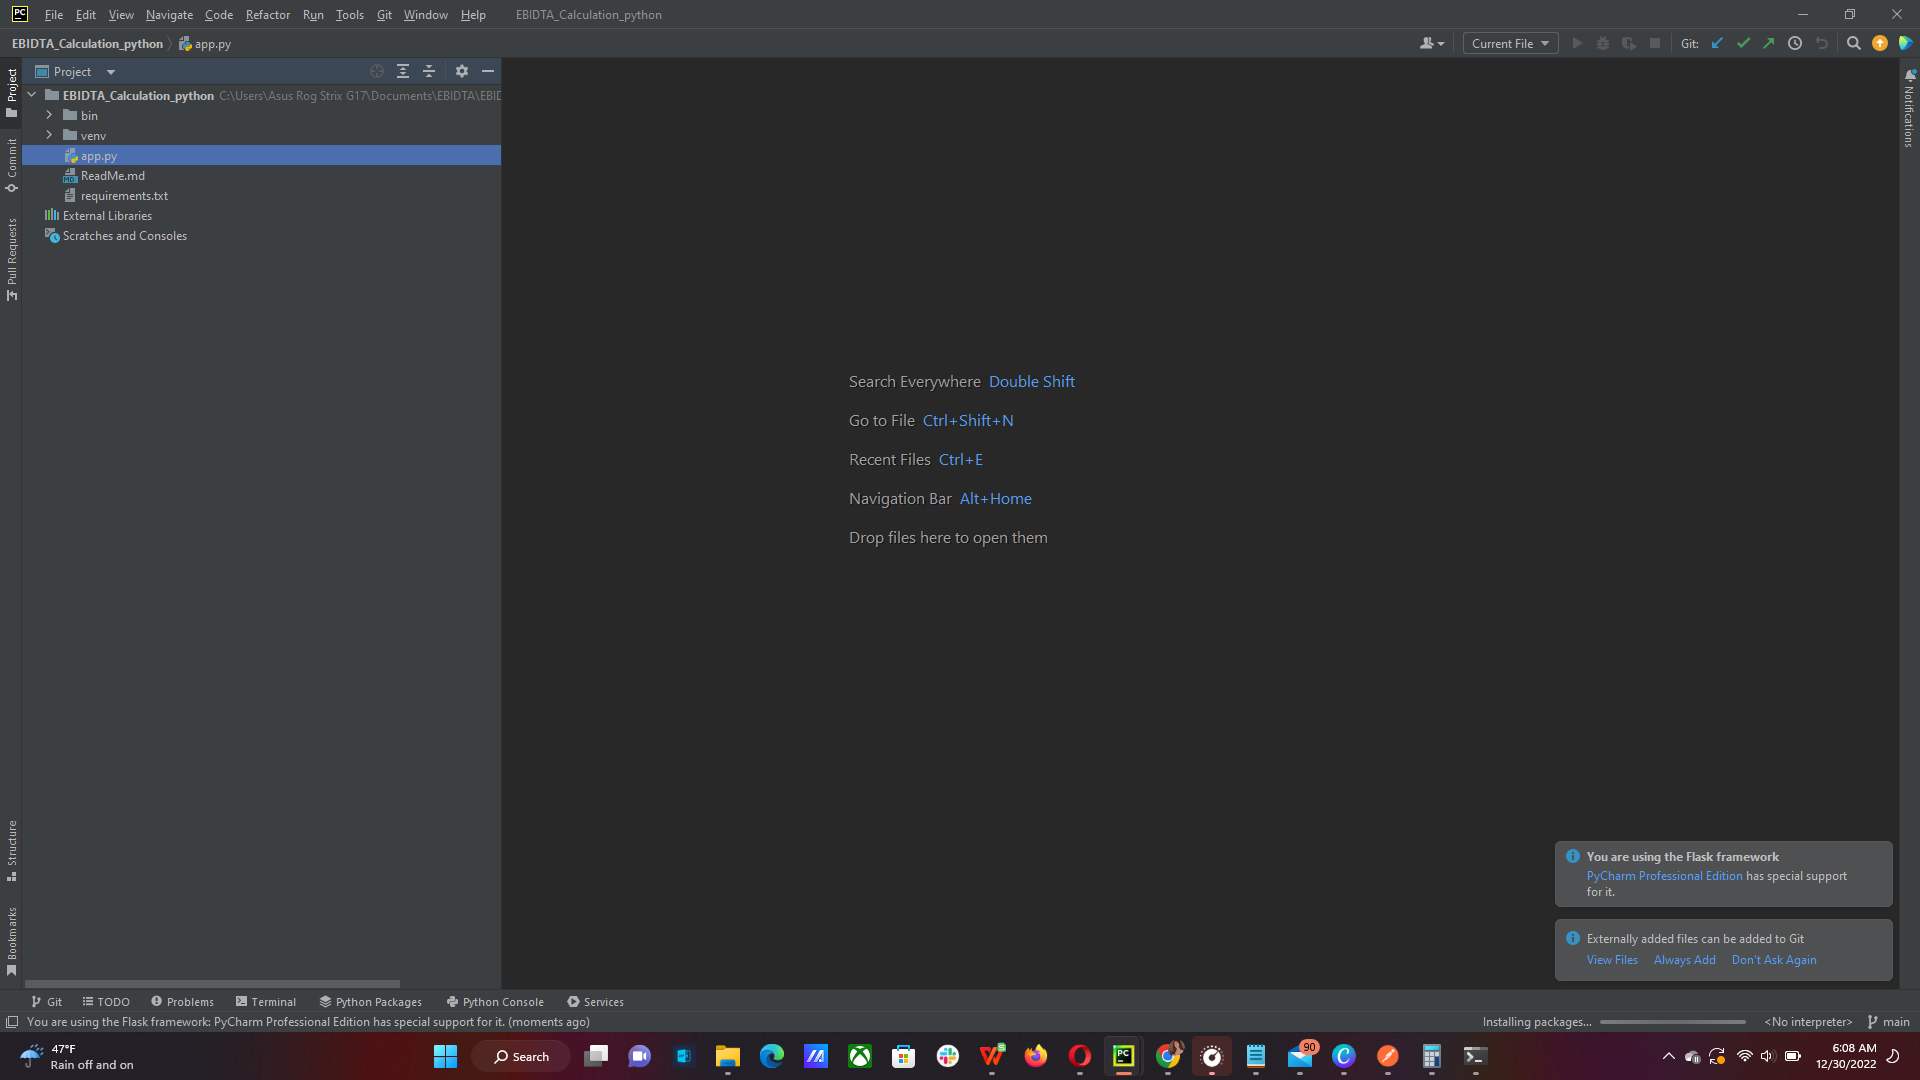 PC File Edit View Navigate Code Refactor Run Tools Git Window Help EBIDTA_Calculation_python
EBIDTA_Calculation_python app.py Current File Git:
Project
Project
EBIDTA_Calculation_python C:\Users\Asus Rog Strix G17\Documents\EBIDTA\EBID
bin
venv
app.py
ReadMe.md
requirements.txt
External Libraries
Scratches and Consoles
Commit
Pull Requests
Structure
Bookmarks
Notifications
Search Everywhere Double Shift
Go to File Ctrl+Shift+N
Recent Files Ctrl+E
Navigation Bar Alt+Home
Drop files here to open them
You are using the Flask framework
PyCharm Professional Edition has special support
for it.
Externally added files can be added to Git
View Files Always Add Don't Ask Again
Git TODO Problems Terminal Python Packages Python Console Services
You are using the Flask framework: PyCharm Professional Edition has special support for it. (moments ago) Installing packages... <No interpreter> main
47°F
Rain off and on
Search
PC
90
6:08 AM
12/30/2022